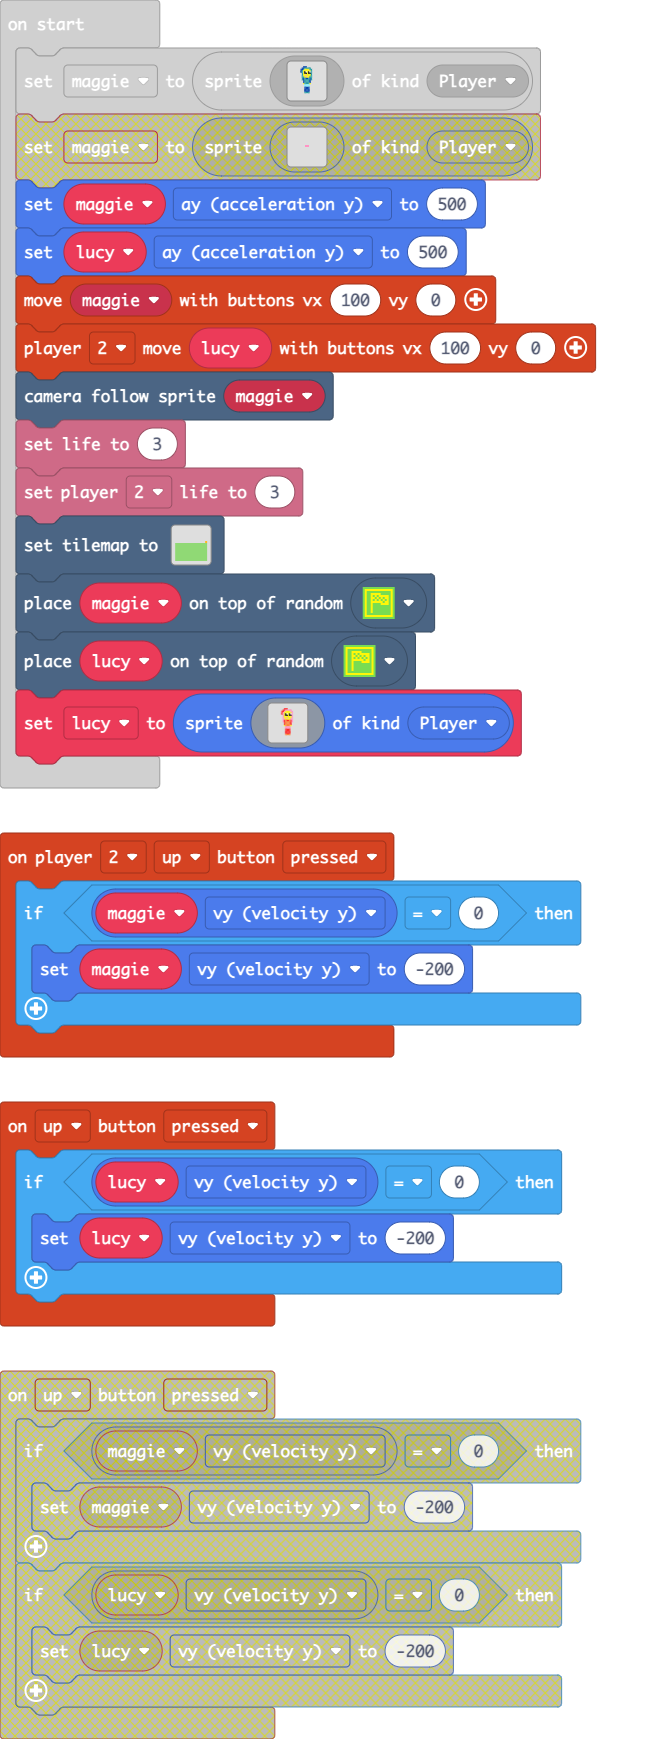 on start
set maggie to sprite of kind Player
set maggie to sprite of kind Player
set maggie ay (acceleration y) to 500
set lucy ay (acceleration y) to 500
move maggie with buttons vx 100 vy 0
player 2 move lucy with buttons vx 100 vy 0
camera follow sprite maggie
set life to 3
set player 2 life to 3
set tilemap to
place maggie on top of random
place lucy on top of random
set lucy to sprite of kind Player
on player 2 up button pressed
if maggie vy (velocity y) = 0 then
set maggie vy (velocity y) to -200
on up button pressed
if lucy vy (velocity y) = 0 then
set lucy vy (velocity y) to -200
on up button pressed
if maggie vy (velocity y) = 0 then
set maggie vy (velocity y) to -200
if lucy vy (velocity y) = 0 then
set lucy vy (velocity y) to -200